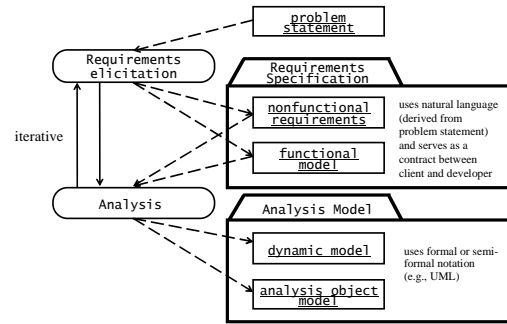 problem
statement
Requirements
elicitation
Requirements
Specification
nonfunctional
requirements
uses natural language
(derived from
problem statement)
and serves as a
contract between
client and developer
iterative
functional
model
Analysis
Analysis Model
dynamic model
uses formal or semi-
formal notation
(e.g., UML)
analysis object
model